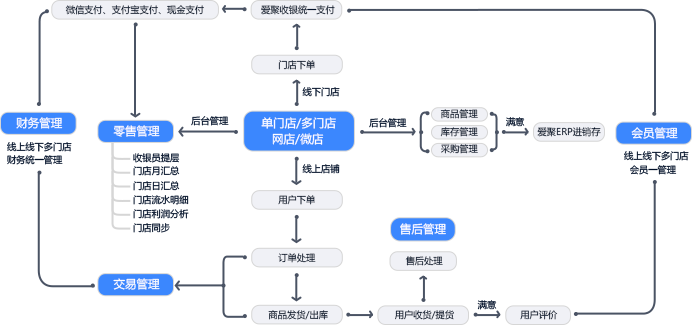 微信支付、支付宝支付、现金支付
爱聚收银统一支付
门店下单
线下门店
财务管理
线上线下多门店
财务统一管理
零售管理
后台管理
单门店/多门店
网店/微店
后台管理
商品管理
库存管理
采购管理
满意
爱聚ERP进销存
会员管理
线上线下多门店
会员一管理
收银员提层
门店月汇总
门店日汇总
门店流水明细
门店利润分析
门店同步
线上店铺
用户下单
售后管理
订单处理
售后处理
交易管理
商品发货/出库
用户收货/提货
满意
用户评价